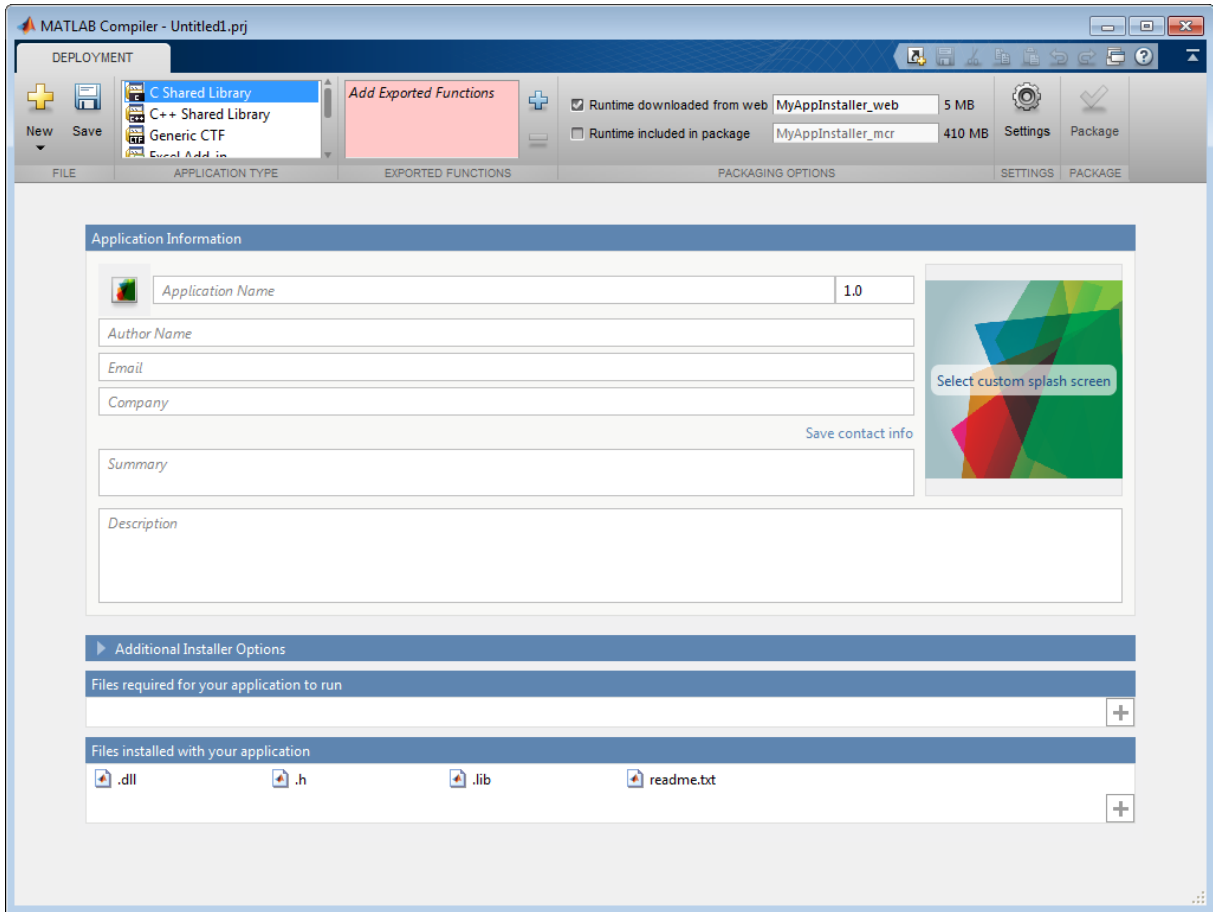 MATLAB Compiler - Untitled1.prj
DEPLOYMENT
New
Save
C Shared Library
C++ Shared Library
Generic CTF
Excel Add-in
Add Exported Functions
Runtime downloaded from web MyAppInstaller_web 5 MB
Runtime included in package MyAppInstaller_mcr 410 MB
Settings
Package
FILE APPLICATION TYPE EXPORTED FUNCTIONS PACKAGING OPTIONS SETTINGS PACKAGE
Application Information
Application Name 1.0
Author Name
Email
Company
Select custom splash screen
Save contact info
Summary
Description
Additional Installer Options
Files required for your application to run
Files installed with your application
.dll .h .lib readme.txt